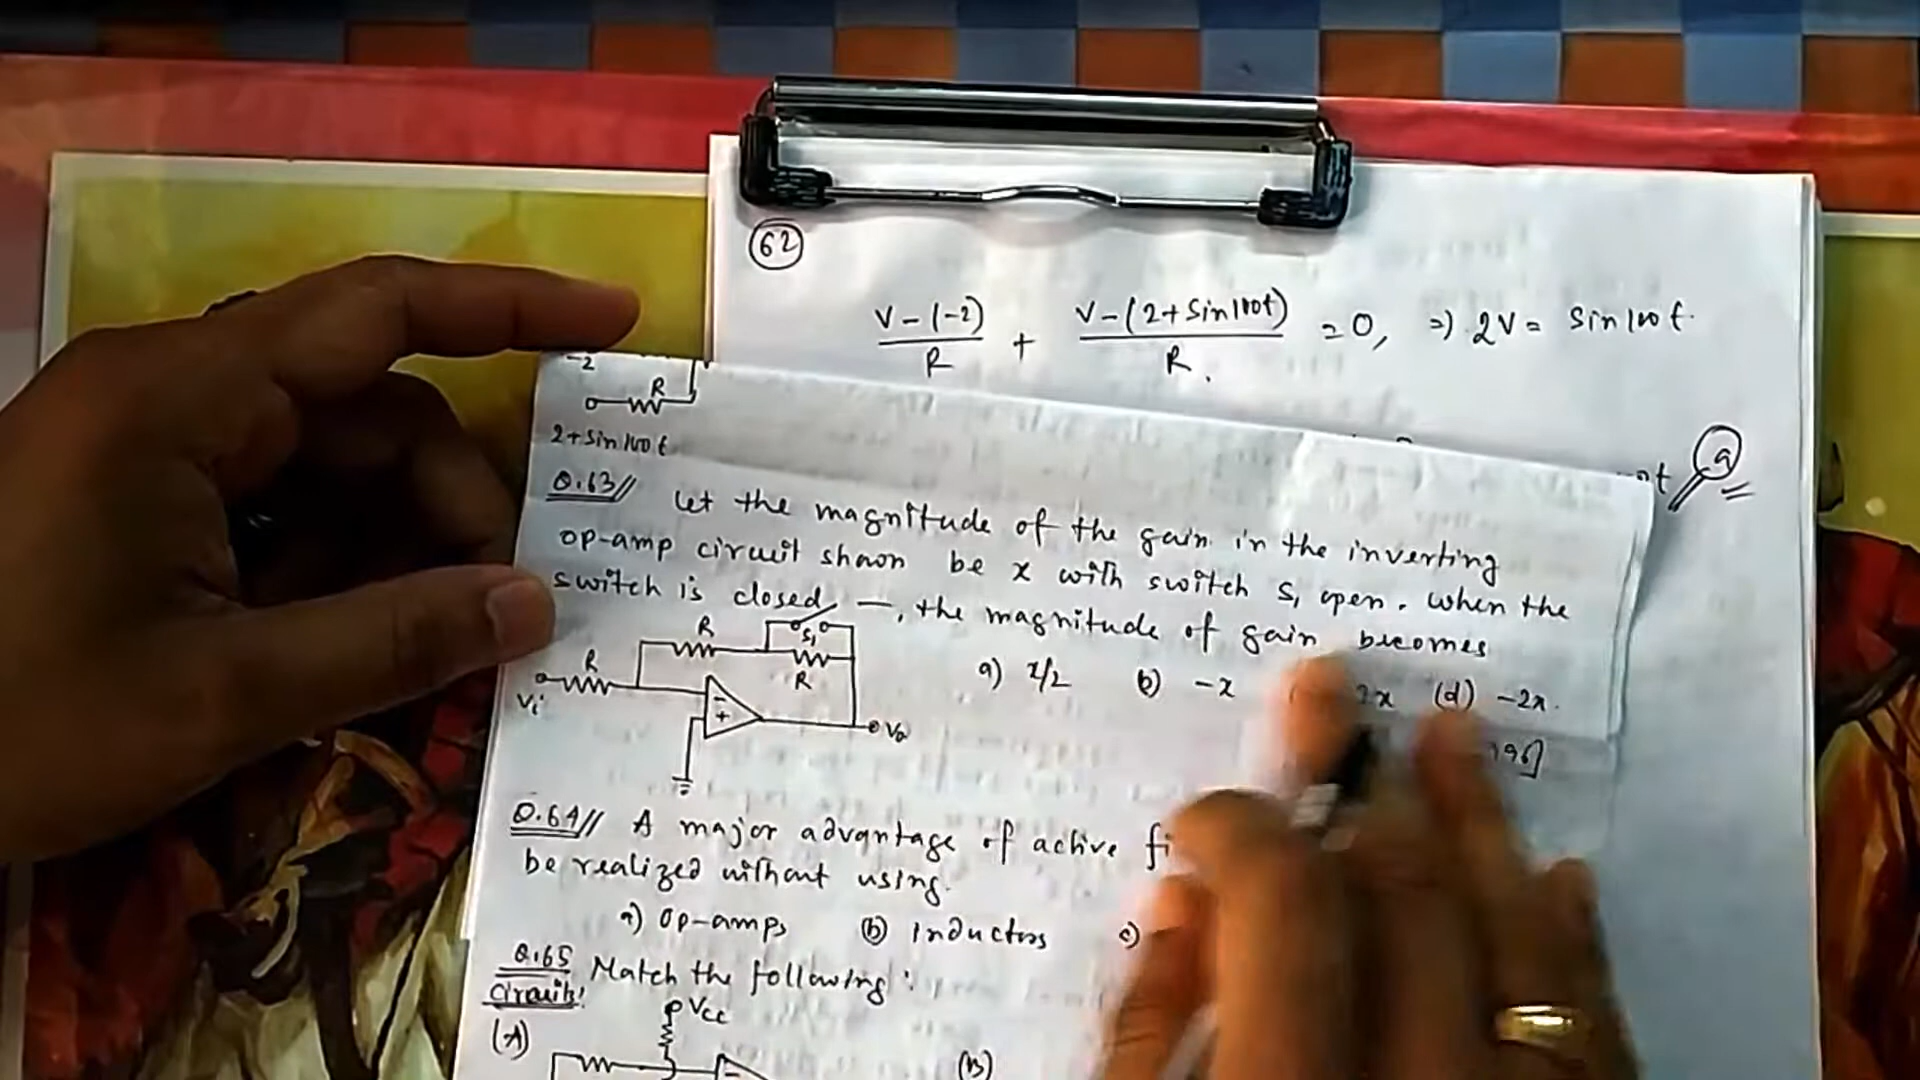 62
V-(-2)/R + V-(2+Sin100t)/R = 0, ⇒ 2V = Sin100t.
-2
R
2+Sin100t
a
Q.63// Let the magnitude of the gain in the inverting
op-amp circuit shown be x with switch S1 open. When the
switch is closed, the magnitude of gain becomes
R
S1
R
R
Vi
-
+
Vo
a) x/2 (b) -x 2x (d) -2x.
96]
Q.64// A major advantage of active
be realized without using.
a) Op-amps (b) Inductors c)
Q.65 Match the following:
Circuits:
(A)
Vcc
-
(B)